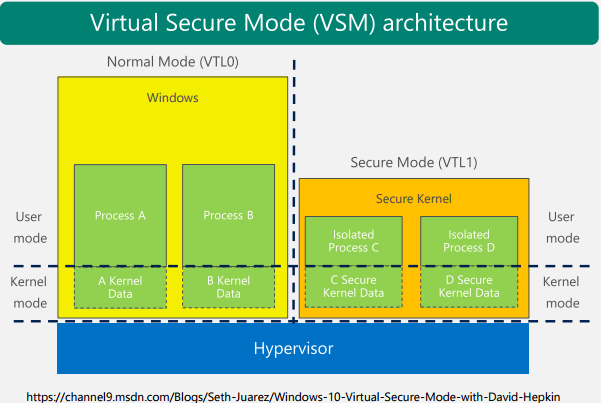 Virtual Secure Mode (VSM) architecture
Normal Mode (VTL0)
Windows
Process A
Process B
A Kernel
Data
B Kernel
Data
Secure Mode (VTL1)
Secure Kernel
Isolated
Process C
Isolated
Process D
C Secure
Kernel Data
D Secure
Kernel Data
User
mode
Kernel
mode
User
mode
Kernel
mode
Hypervisor
https://channel9.msdn.com/Blogs/Seth-Juarez/Windows-10-Virtual-Secure-Mode-with-David-Hepkin